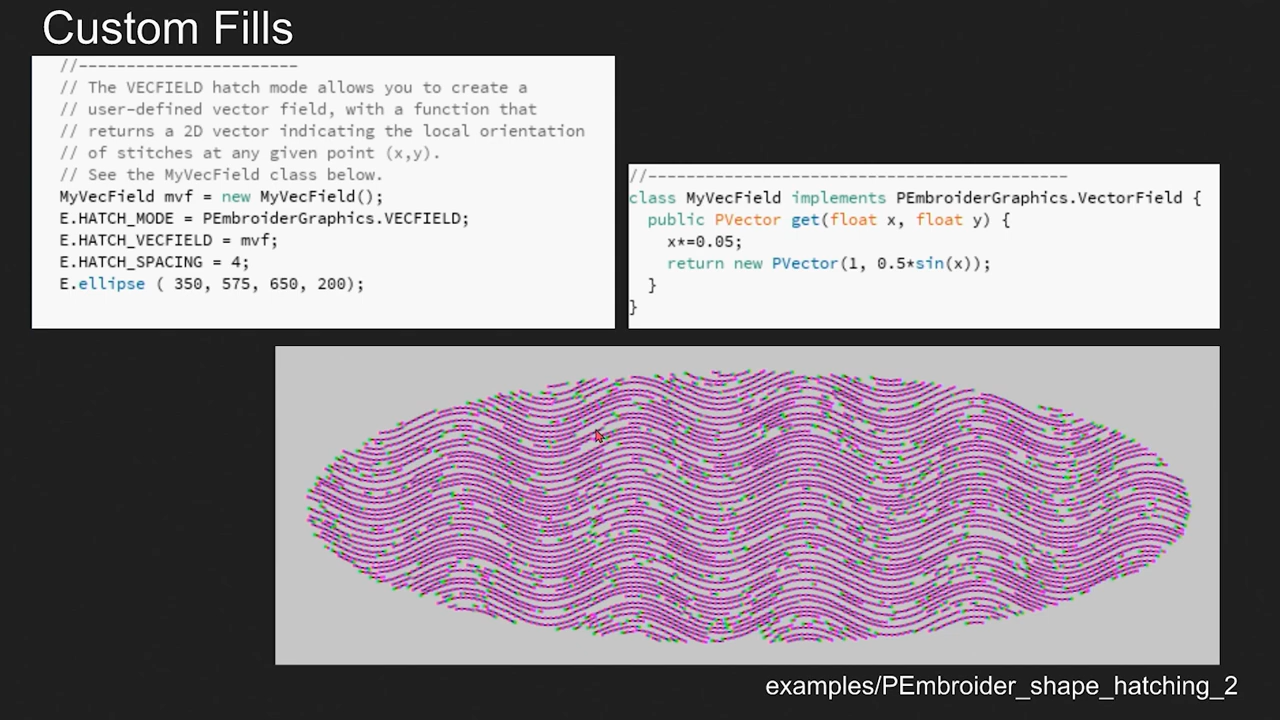 Custom Fills
//-----------------------
// The VECFIELD hatch mode allows you to create a
// user-defined vector field, with a function that
// returns a 2D vector indicating the local orientation
// of stitches at any given point (x,y).
// See the MyVecField class below.
MyVecField mvf = new MyVecField();
E.HATCH_MODE = PEmbroiderGraphics.VECFIELD;
E.HATCH_VECFIELD = mvf;
E.HATCH_SPACING = 4;
E.ellipse ( 350, 575, 650, 200);
//--------------------------------------------
class MyVecField implements PEmbroiderGraphics.VectorField {
public PVector get(float x, float y) {
x*=0.05;
return new PVector(1, 0.5*sin(x));
}
}
examples/PEmbroider_shape_hatching_2